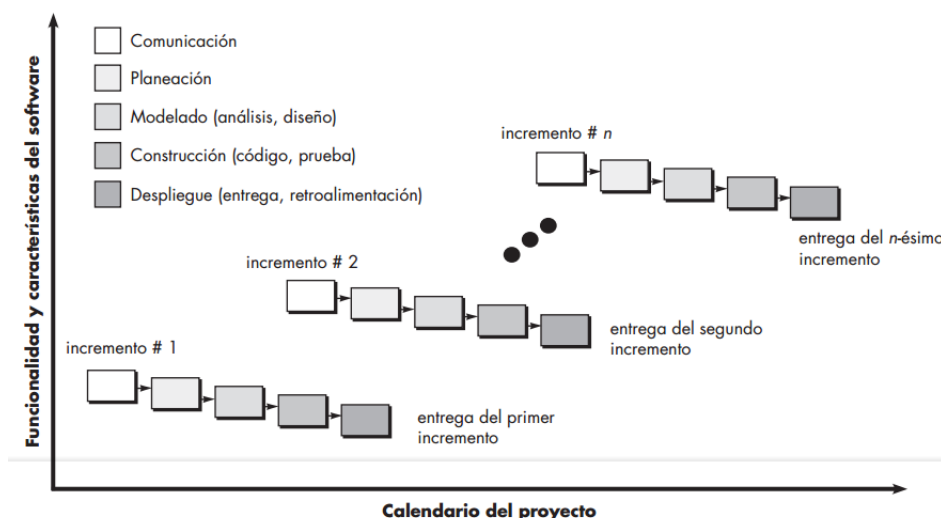 Funcionalidad y características del software
Comunicación
Planeación
Modelado (análisis, diseño)
Construcción (código, prueba)
Despliegue (entrega, retroalimentación)
incremento # n
entrega del n-ésimo
incremento
incremento # 2
entrega del segundo
incremento
incremento # 1
entrega del primer
incremento
Calendario del proyecto